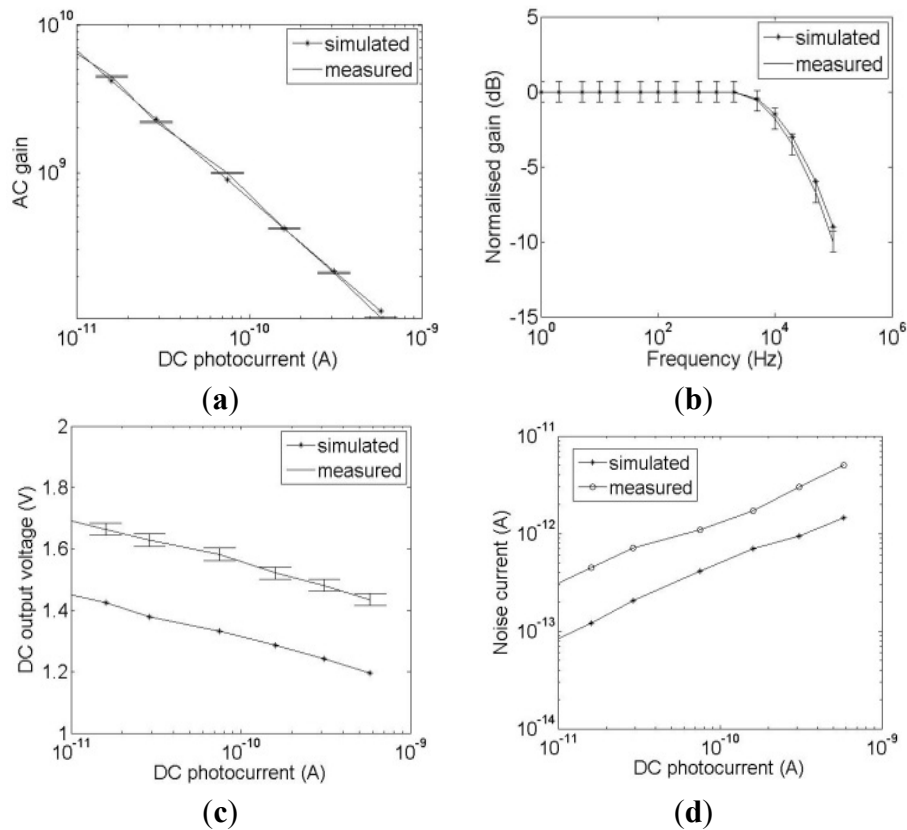 10^10
AC gain
10^9
simulated
measured
10^-11
10^-10
10^-9
DC photocurrent (A)
(a)
5
0
-5
-10
-15
Normalised gain (dB)
simulated
measured
10^0
10^2
10^4
10^6
Frequency (Hz)
(b)
2
1.8
1.6
1.4
1.2
1
DC output voltage (V)
simulated
measured
10^-11
10^-10
10^-9
DC photocurrent (A)
(c)
10^-11
10^-12
10^-13
10^-14
Noise current (A)
simulated
measured
10^-11
10^-10
10^-9
DC photocurrent (A)
(d)